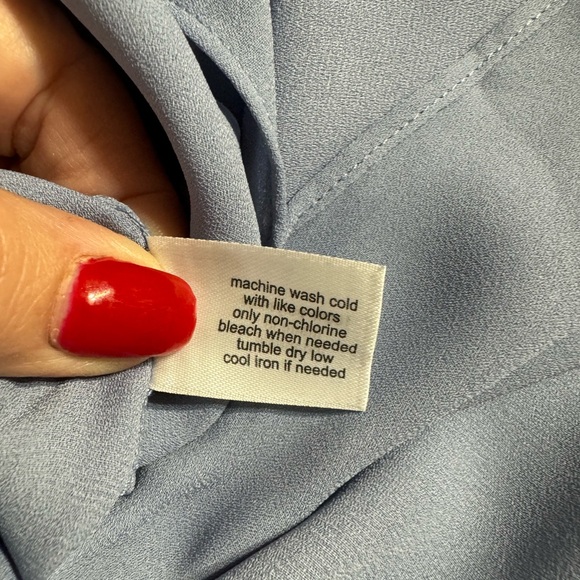 machine wash cold
with like colors
only non-chlorine
bleach when needed
tumble dry low
cool iron if needed